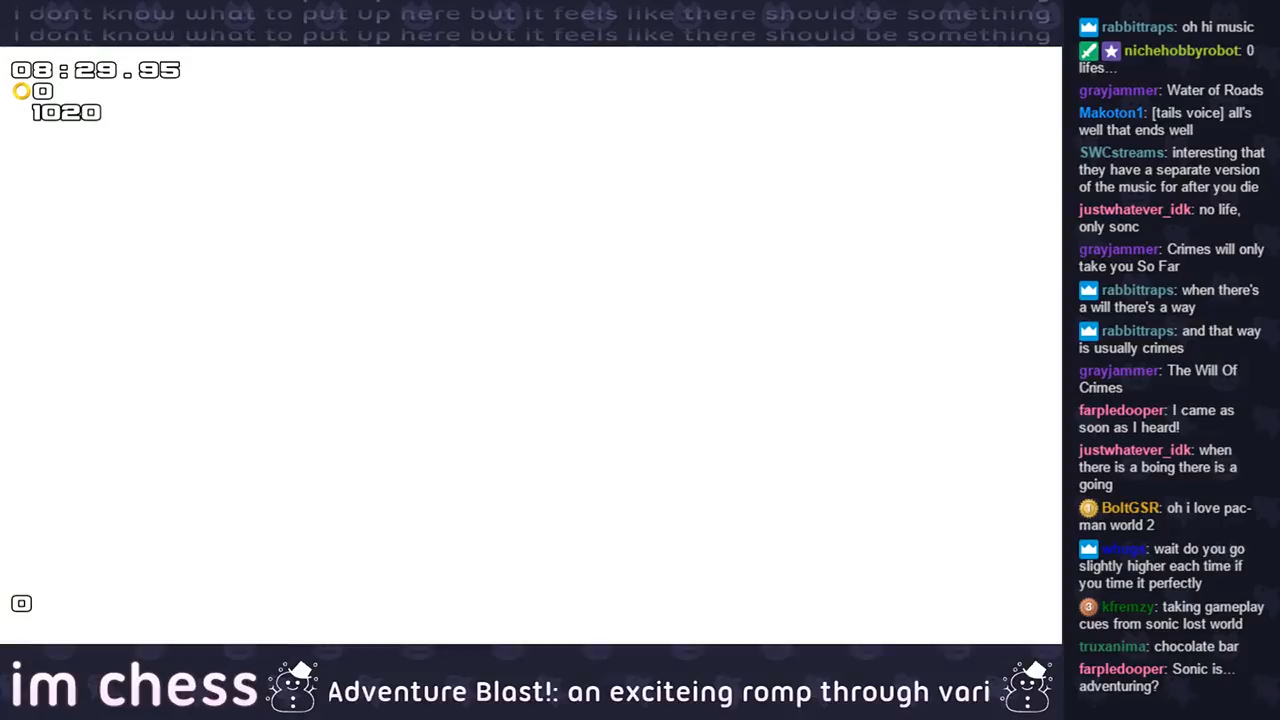 i dont know what to put up here but it feels like there should be something
i dont know what to put up here but it feels like there should be something
08:29.95
0
1020
0
im chess
Adventure Blast!: an exciteing romp through vari
rabbittraps: oh hi music
nichehobbyrobot: 0
lifes...
grayjammer: Water of Roads
Makoton1: [tails voice] all's
well that ends well
SWCstreams: interesting that
they have a separate version
of the music for after you die
justwhatever_idk: no life,
only sonc
grayjammer: Crimes will only
take you So Far
rabbittraps: when there's
a will there's a way
rabbittraps: and that way
is usually crimes
grayjammer: The Will Of
Crimes
farpledooper: I came as
soon as I heard!
justwhatever_idk: when
there is a boing there is a
going
BoltGSR: oh i love pac-
man world 2
: wait do you go
slightly higher each time if
you time it perfectly
kfremzy: taking gameplay
cues from sonic lost world
truxanima: chocolate bar
farpledooper: Sonic is...
adventuring?